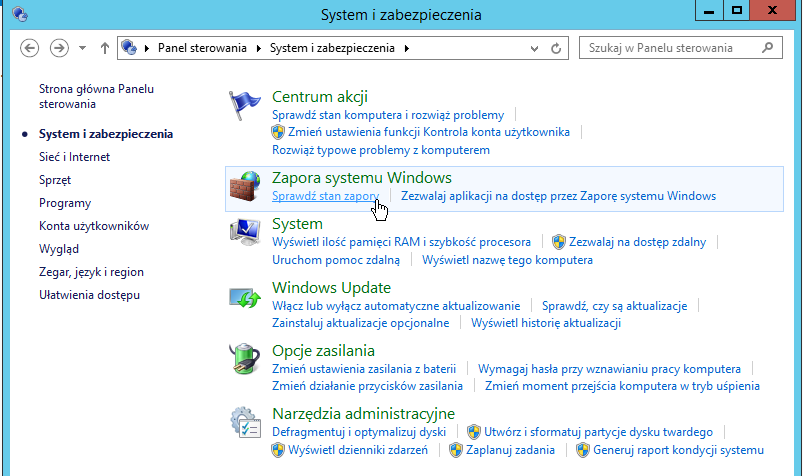 System i zabezpieczenia
Panel sterowania System i zabezpieczenia
Szukaj w Panelu sterowania
Strona główna Panelu
sterowania
System i zabezpieczenia
Sieć i Internet
Sprzęt
Programy
Konta użytkowników
Wygląd
Zegar, język i region
Ułatwienia dostępu
Centrum akcji
Sprawdź stan komputera i rozwiąż problemy
Zmień ustawienia funkcji Kontrola konta użytkownika
Rozwiąż typowe problemy z komputerem
Zapora systemu Windows
Sprawdź stan zapory Zezwalaj aplikacji na dostęp przez Zaporę systemu Windows
System
Wyświetl ilość pamięci RAM i szybkość procesora Zezwalaj na dostęp zdalny
Uruchom pomoc zdalną Wyświetl nazwę tego komputera
Windows Update
Włącz lub wyłącz automatyczne aktualizowanie Sprawdź, czy są aktualizacje
Zainstaluj aktualizacje opcjonalne Wyświetl historię aktualizacji
Opcje zasilania
Zmień ustawienia zasilania z baterii Wymagaj hasła przy wznawianiu pracy komputera
Zmień działanie przycisków zasilania Zmień moment przejścia komputera w tryb uśpienia
Narzędzia administracyjne
Defragmentuj i optymalizuj dyski Utwórz i sformatuj partycje dysku twardego
Wyświetl dzienniki zdarzeń Zaplanuj zadania Generuj raport kondycji systemu